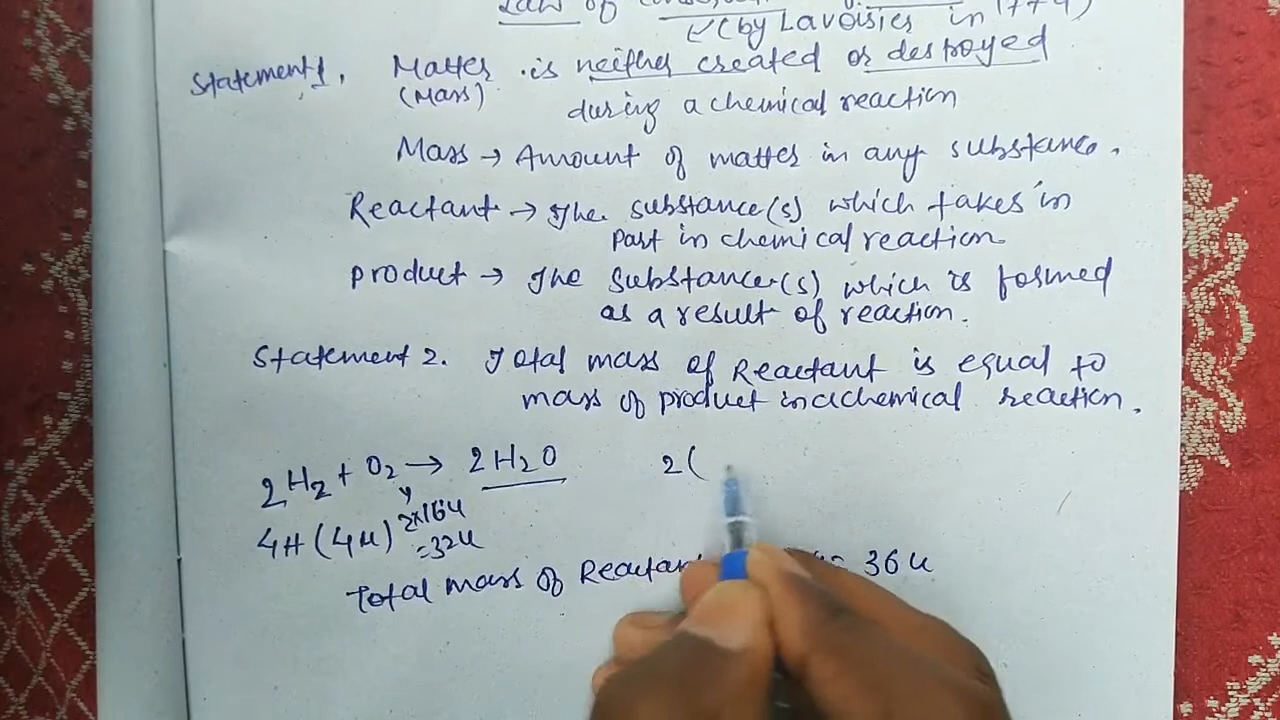 Law of
(by Lavoisier in 1774)
Statement 1. Matter is neither created or destroyed
(Mass) during a chemical reaction
Mass → Amount of matter in any substance.
Reactant → The substance(s) which takes in
Part in chemical reaction
product → The Substance(s) which is formed
as a result of reaction.
Statement 2. Total mass of Reactant is equal to
mass of product in a chemical reaction.
2H₂ + O₂ → 2H₂O 2(
4H (4u) 2×16u
=32u
Total Mass of Reactan = 36u